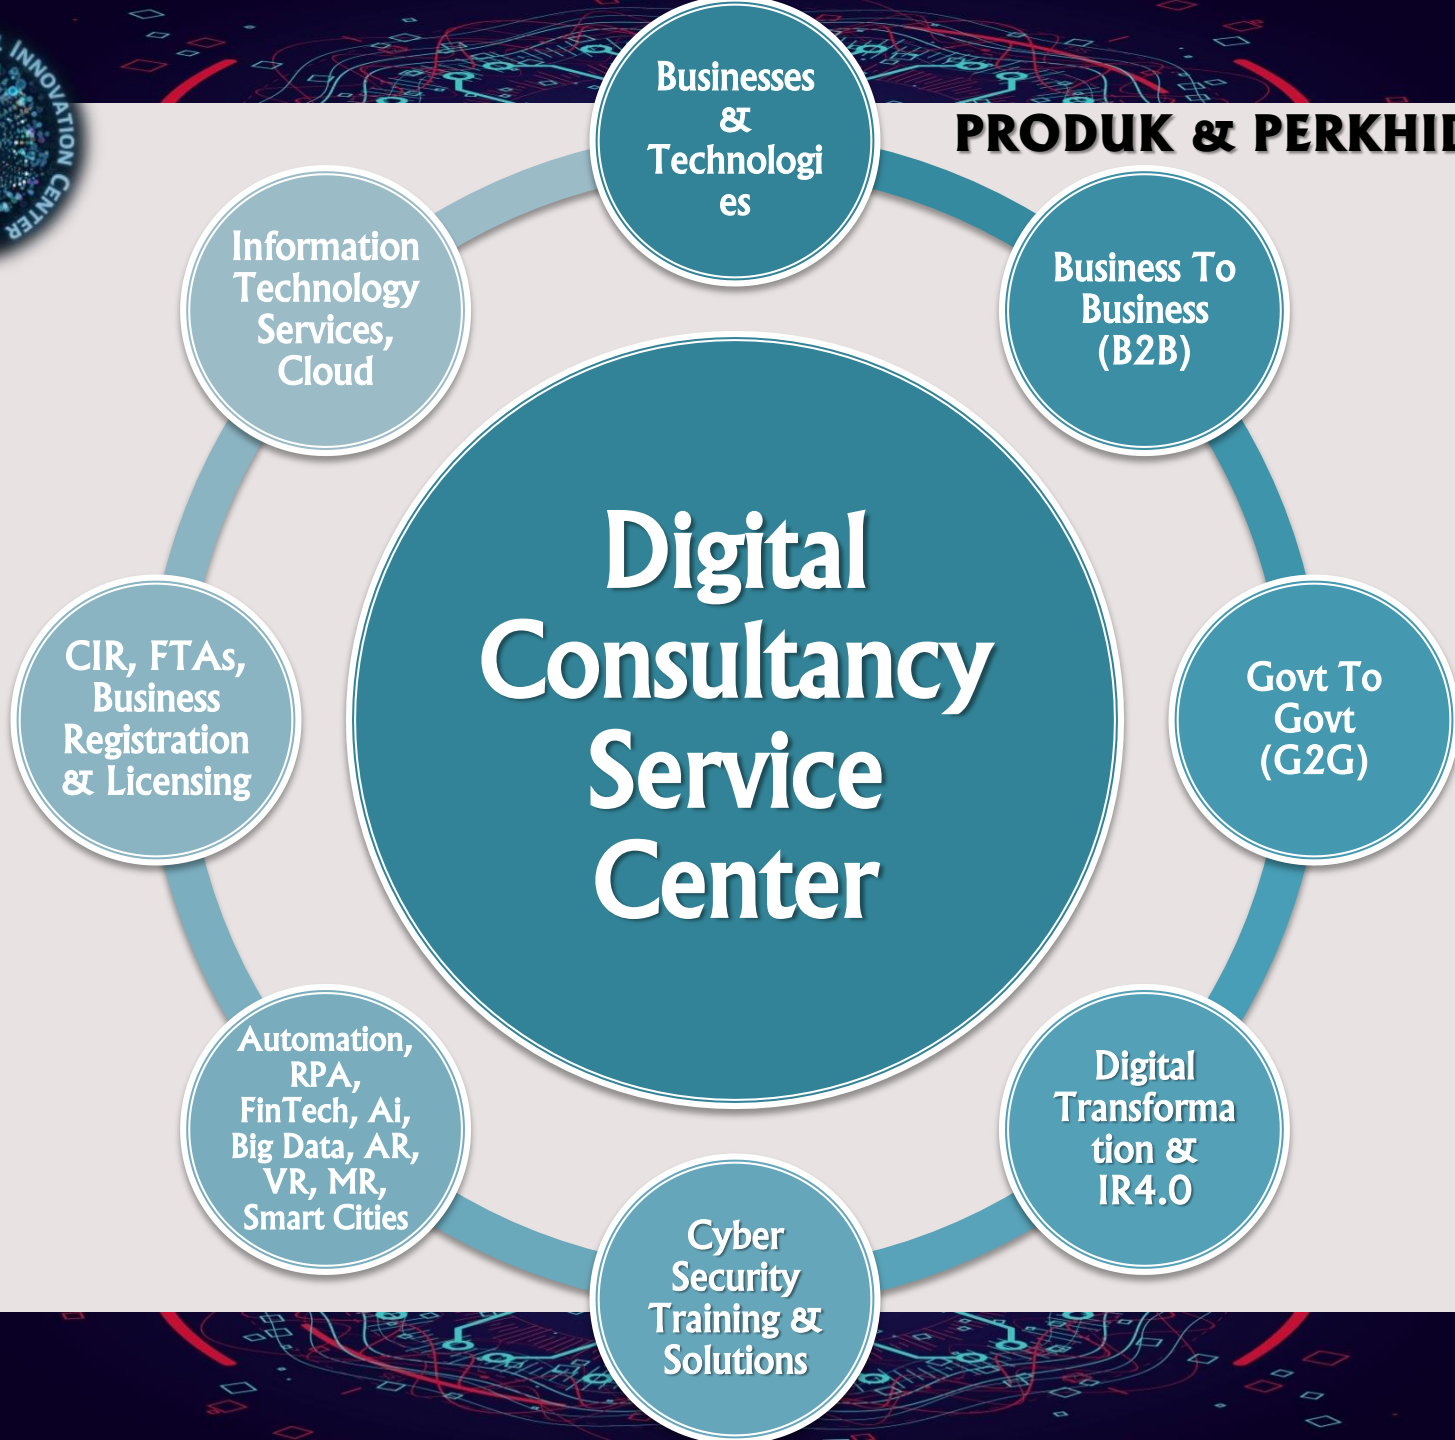 INNOVATION CENTER
PRODUK &
Businesses
&
Technologi
es
Business To
Business
(B2B)
Govt To
Govt
(G2G)
Digital
Transforma
tion &
IR4.0
Cyber
Security
Training &
Solutions
Automation,
RPA,
FinTech, Ai,
Big Data, AR,
VR, MR,
Smart Cities
CIR, FTAs,
Business
Registration
& Licensing
Information
Technology
Services,
Cloud
Digital
Consultancy
Service
Center